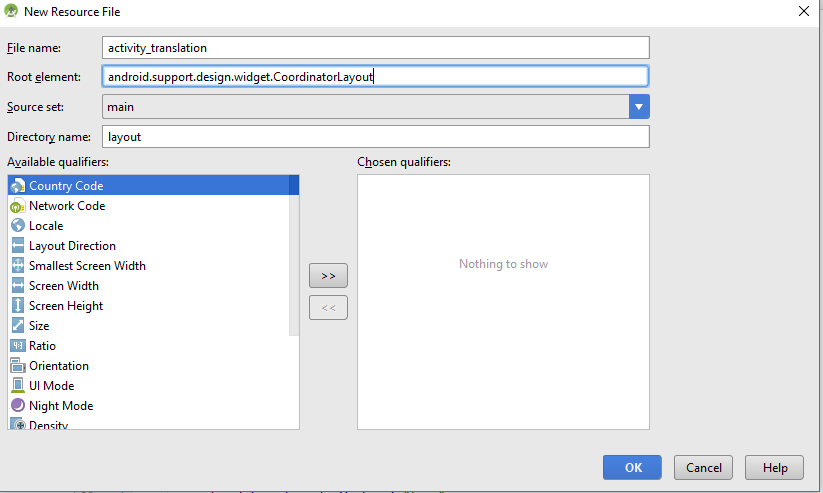 New Resource File
File name: activity_translation
Root element: android.support.design.widget.CoordinatorLayout
Source set: main
Directory name: layout
Available qualifiers:
Country Code
Network Code
Locale
Layout Direction
Smallest Screen Width
Screen Width
Screen Height
Size
Ratio
Orientation
UI Mode
Night Mode
Density
>>
<<
Chosen qualifiers:
Nothing to show
OK Cancel Help